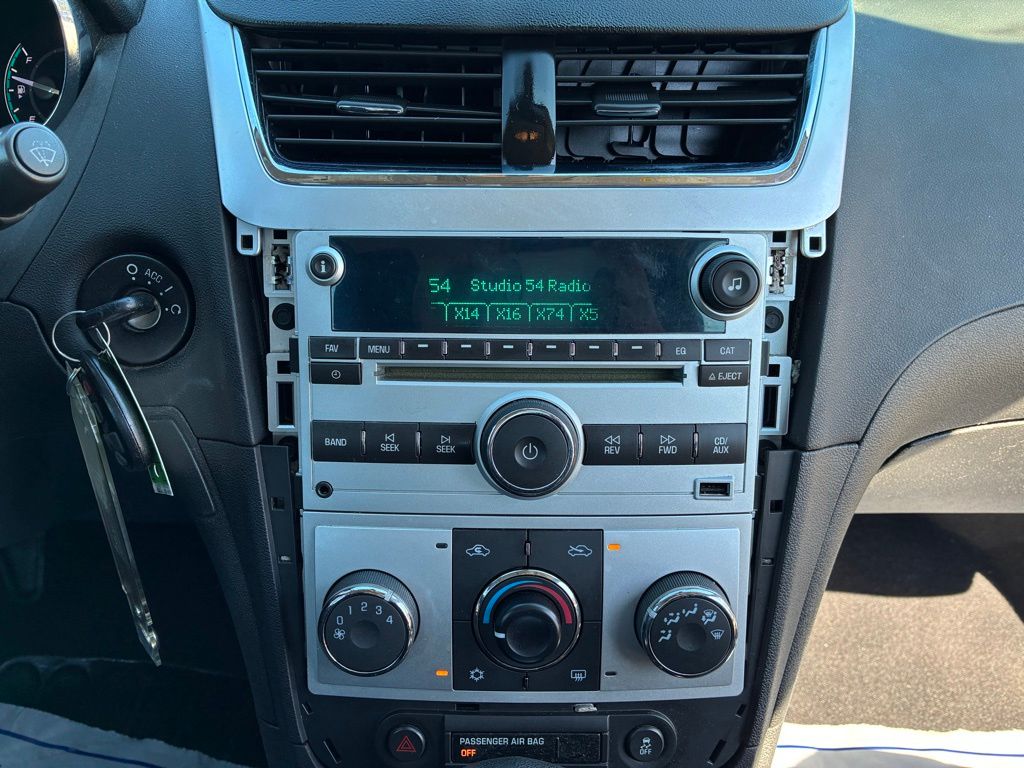 F
E
ACC
54 Studio 54 Radio
X14 X16 X74 X5
FAV MENU EQ CAT
EJECT
BAND SEEK SEEK REV FWD CD/AUX
0 1 2 3 4
PASSENGER AIR BAG
OFF
OFF